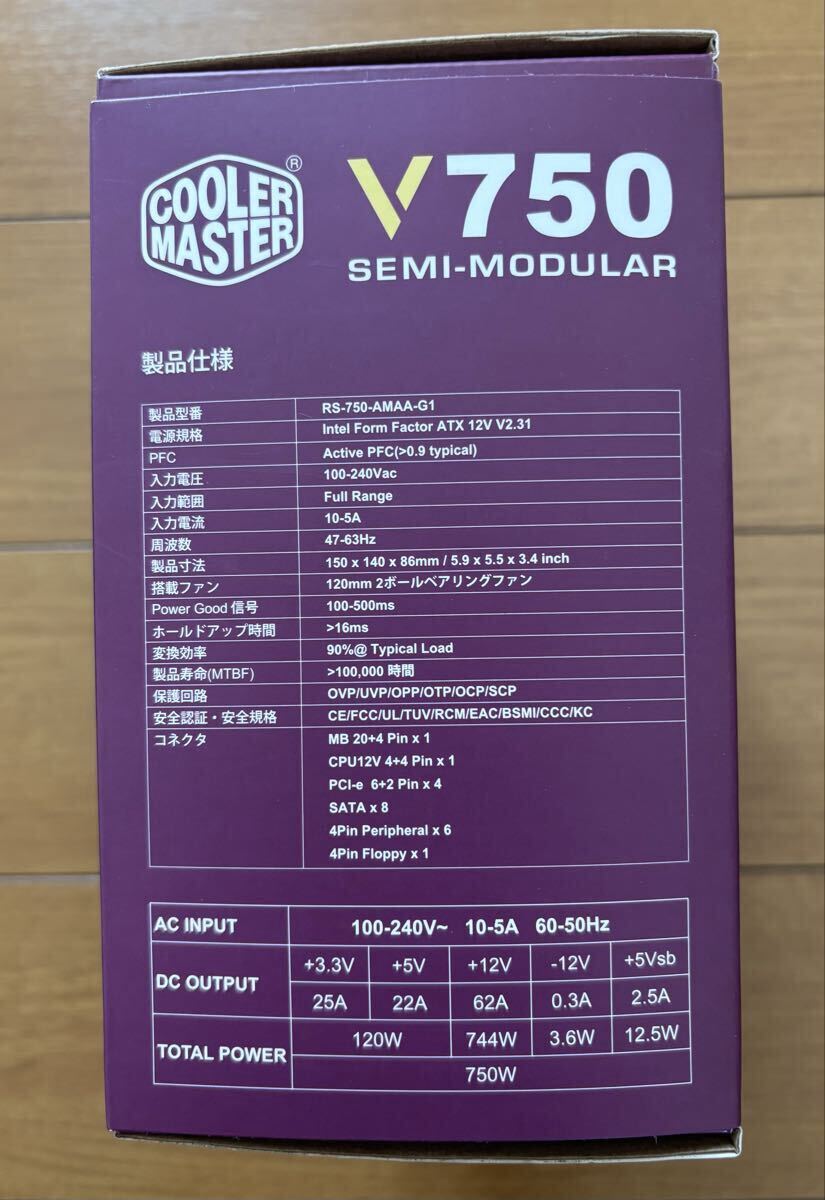 COOLER
MASTER
®
V750
SEMI-MODULAR
製品仕様
製品型番 RS-750-AMAA-G1
電源規格 Intel Form Factor ATX 12V V2.31
PFC Active PFC(>0.9 typical)
入力電圧 100-240Vac
入力範囲 Full Range
入力電流 10-5A
周波数 47-63Hz
製品寸法 150 x 140 x 86mm / 5.9 x 5.5 x 3.4 inch
搭載ファン 120mm 2ボールベアリングファン
Power Good 信号 100-500ms
ホールドアップ時間 >16ms
変換効率 90%@ Typical Load
製品寿命(MTBF) >100,000 時間
保護回路 OVP/UVP/OPP/OTP/OCP/SCP
安全認証・安全規格 CE/FCC/UL/TUV/RCM/EAC/BSMI/CCC/KC
コネクタ MB 20+4 Pin x 1
CPU12V 4+4 Pin x 1
PCI-e 6+2 Pin x 4
SATA x 8
4Pin Peripheral x 6
4Pin Floppy x 1
AC INPUT 100-240V~ 10-5A 60-50Hz
DC OUTPUT +3.3V +5V +12V -12V +5Vsb
25A 22A 62A 0.3A 2.5A
TOTAL POWER 120W 744W 3.6W 12.5W
750W